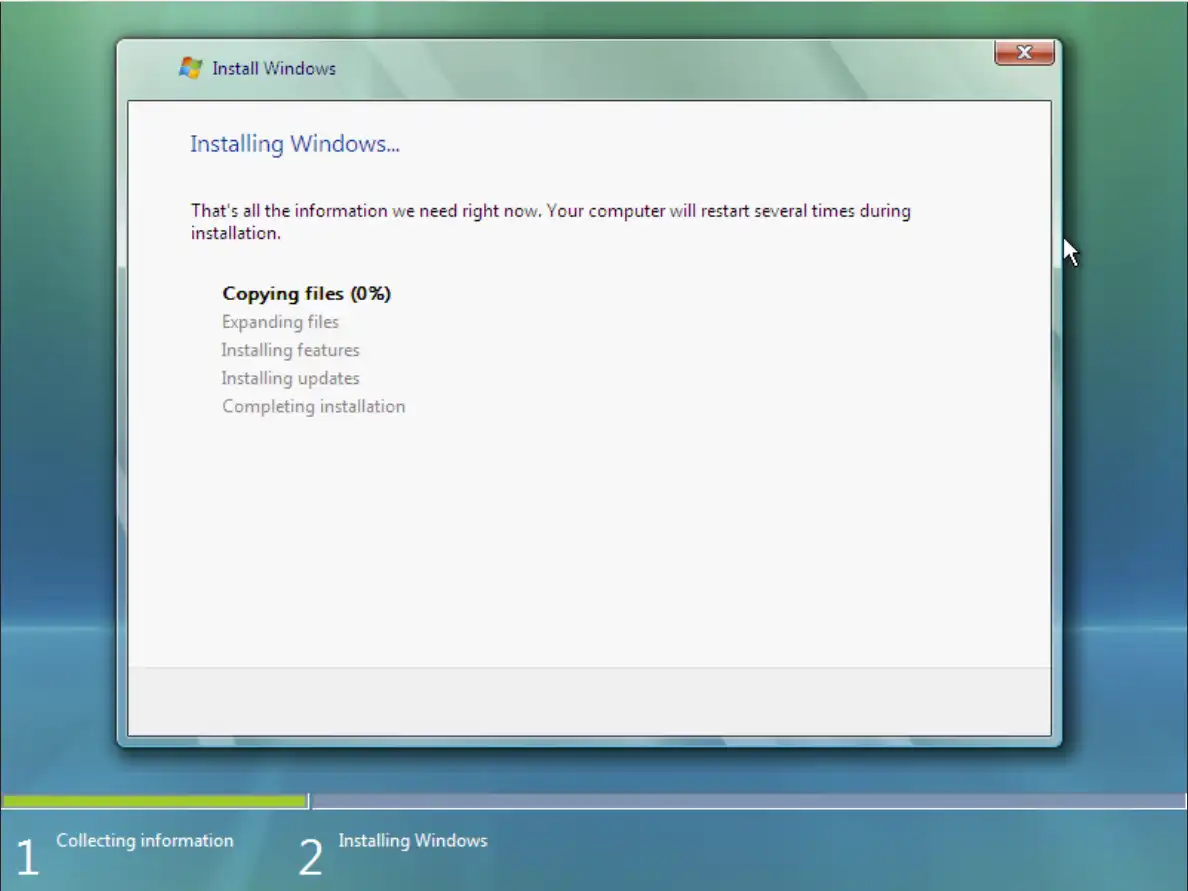 Install Windows
Installing Windows...
That's all the information we need right now. Your computer will restart several times during
installation.
Copying files (0%)
Expanding files
Installing features
Installing updates
Completing installation
1 Collecting information
2 Installing Windows